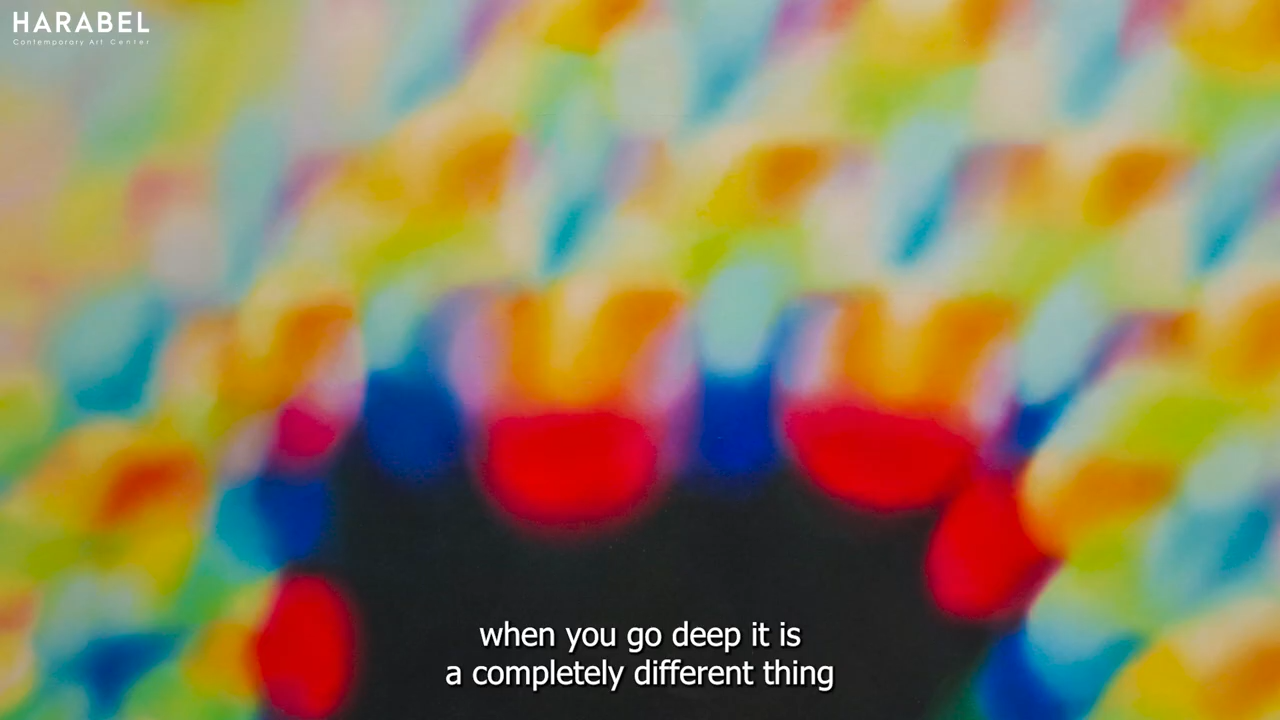 HARABEL
Contemporary Art Center
when you go deep it is
a completely different thing